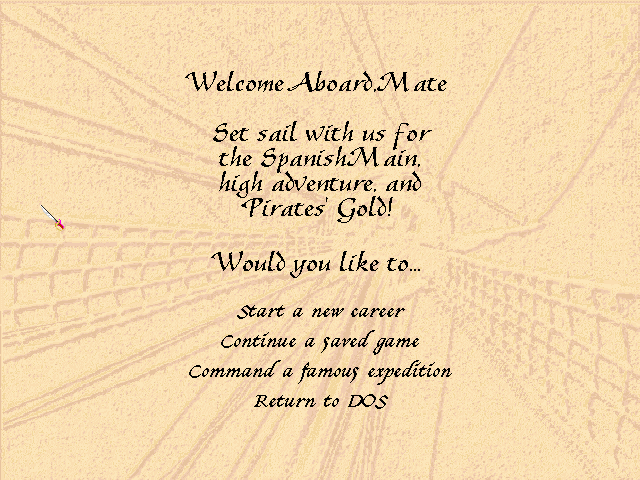 Welcome Aboard, Mate
Set sail with us for
the Spanish Main,
high adventure, and
Pirates' Gold!
Would you like to...
Start a new career
Continue a saved game
Command a famous expedition
Return to DOS